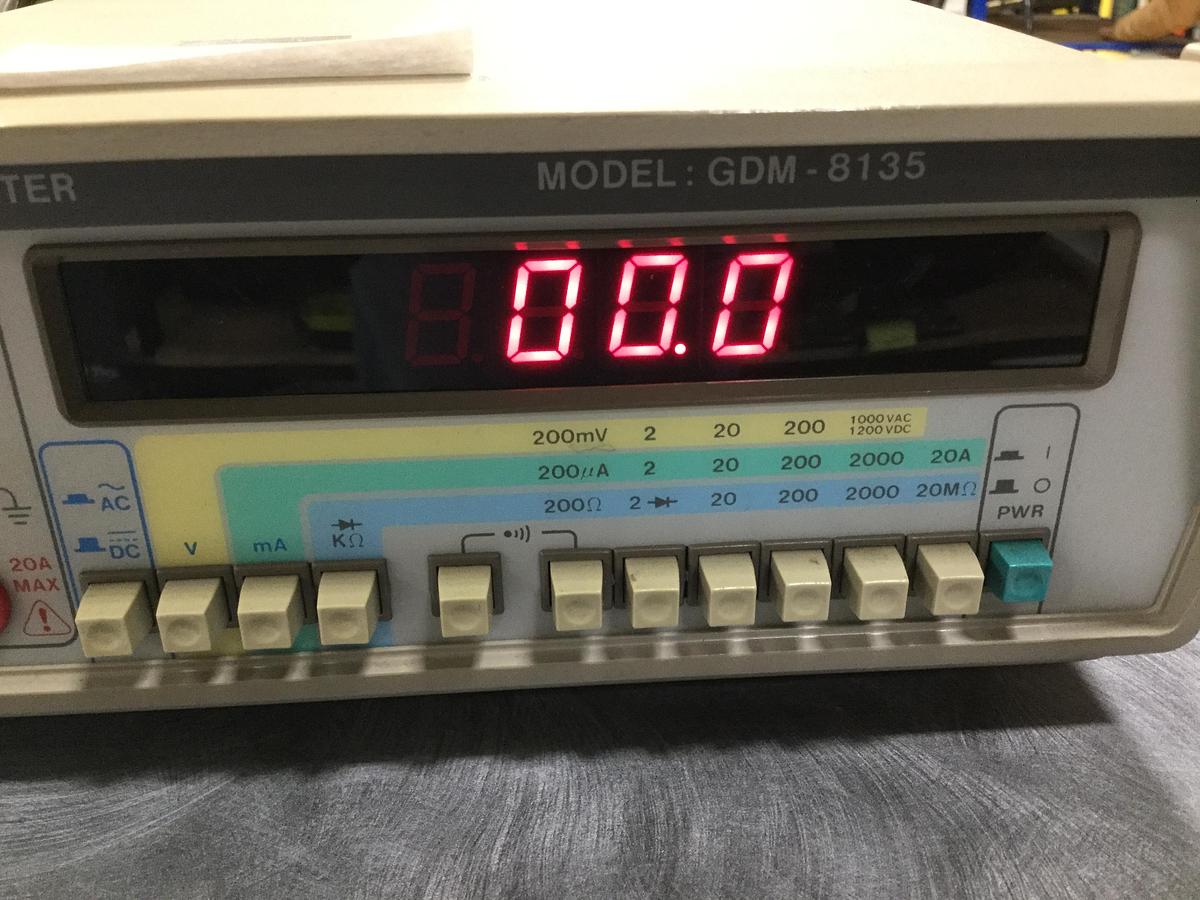 TER
MODEL : GDM - 8135
00.0
200mV 2 20 200 1000 VAC
1200 VDC
200µA 2 20 200 2000 20A
200Ω 2 20 200 2000 20MΩ
AC
DC
V
mA
KΩ
I
O
PWR
20A
MAX
!